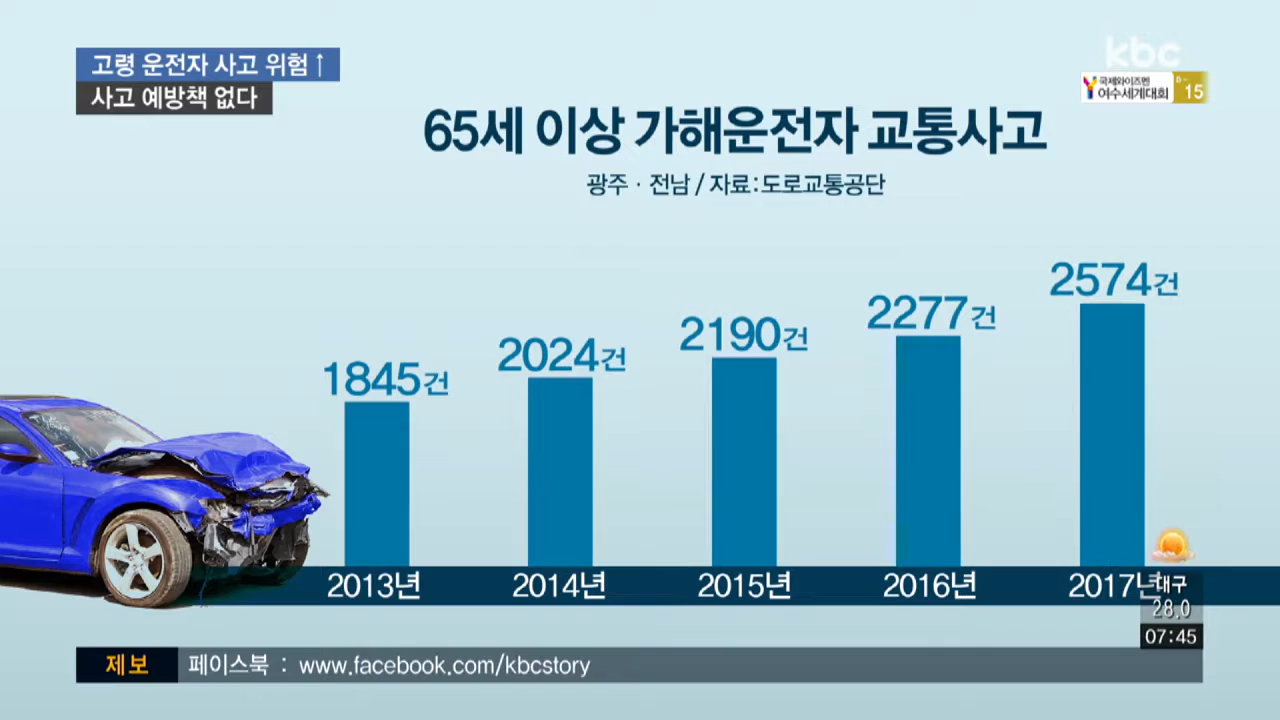 고령 운전자 사고 위험↑
사고 예방책 없다
kbc
국제와이즈멘
여수세계대회
D-15
65세 이상 가해운전자 교통사고
광주·전남 / 자료:도로교통공단
1845건
2024건
2190건
2277건
2574건
2013년
2014년
2015년
2016년
2017년
대구
28.0
07:45
제보
페이스북 : www.facebook.com/kbcstory